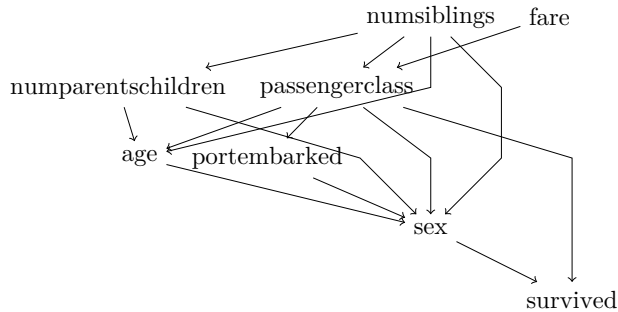 numsiblings fare
numparentschildren passengerclass
age portembarked
sex
survived